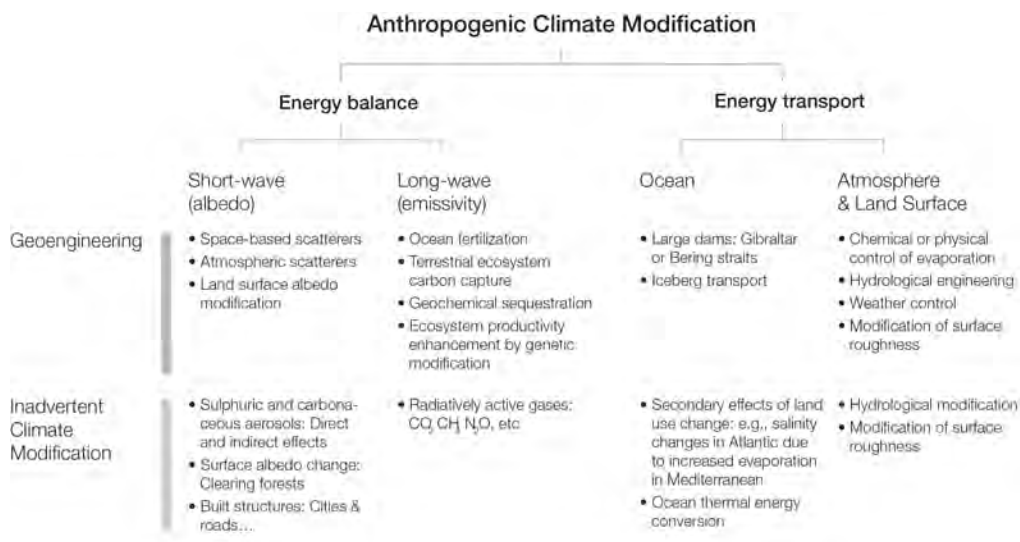 Anthropogenic Climate Modification
Energy balance
Energy transport
Short-wave
(albedo)
Long-wave
(emissivity)
Ocean
Atmosphere
& Land Surface
Geoengineering
• Space-based scatterers
• Atmospheric scatterers
• Land surface albedo
modification
• Ocean fertilization
• Terrestrial ecosystem
carbon capture
• Geochemical sequestration
• Ecosystem productivity
enhancement by genetic
modification
• Large dams: Gibraltar
or Bering straits
• Iceberg transport
• Chemical or physical
control of evaporation
• Hydrological engineering
• Weather control
• Modification of surface
roughness
Inadvertent
Climate
Modification
• Sulphuric and carbona-
ceous aerosols: Direct
and indirect effects
• Surface albedo change:
Clearing forests
• Built structures: Cities &
roads...
• Radiatively active gases:
CO₂ CH₄ N₂O, etc
• Secondary effects of land
use change: e.g., salinity
changes in Atlantic due
to increased evaporation
in Mediterranean
• Ocean thermal energy
conversion
• Hydrological modification
• Modification of surface
roughness